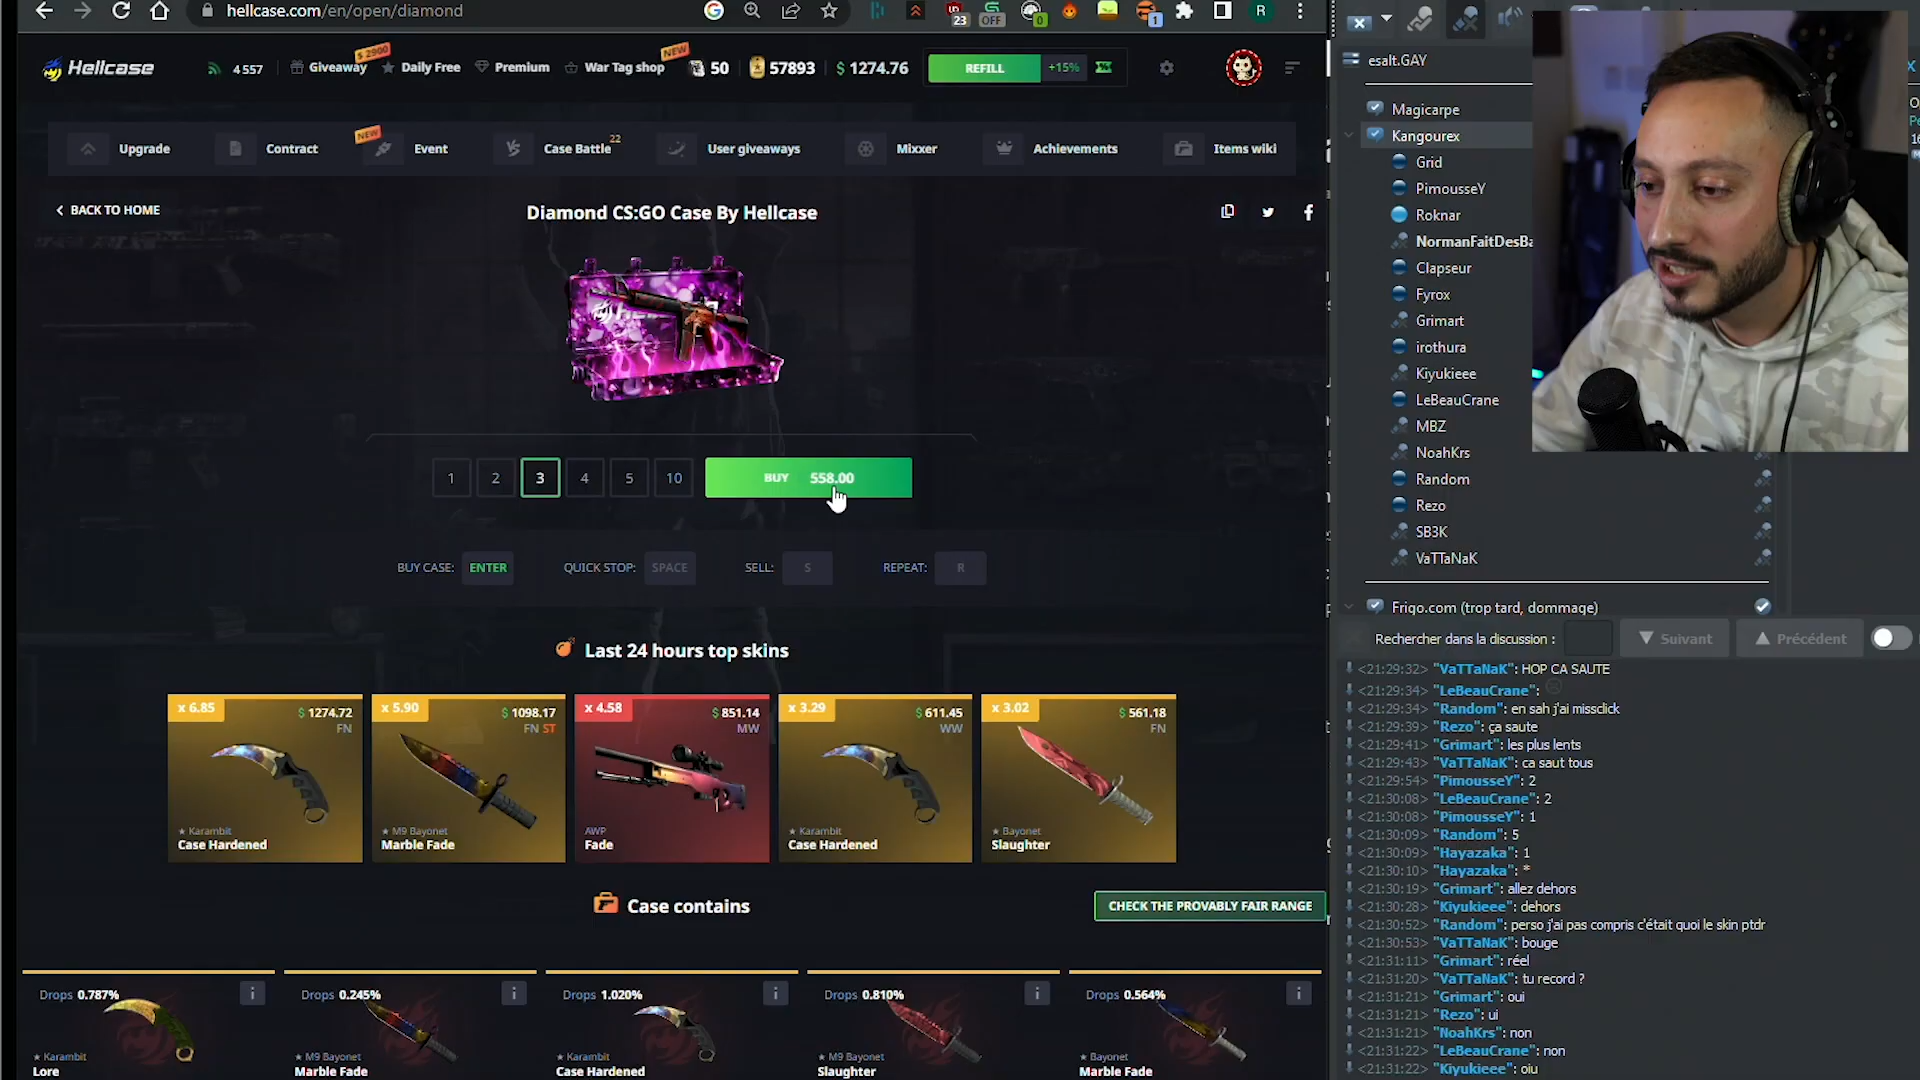 hellcase.com/en/open/diamond
23
OFF
0
1
R
Hellcase
4 557
Giveaway
$ 2900
Daily Free
Premium
War Tag shop
NEW
50
57893
$ 1274.76
REFILL
+15%
Upgrade
Contract
NEW
Event
Case Battle
22
User giveaways
Mixxer
Achievements
Items wiki
BACK TO HOME
Diamond CS:GO Case By Hellcase
1
2
3
4
5
10
BUY 558.00
BUY CASE: ENTER
QUICK STOP: SPACE
SELL: S
REPEAT: R
Last 24 hours top skins
x 6.85
$ 1274.72
FN
★ Karambit
Case Hardened
x 5.90
$ 1098.17
FN ST
★ M9 Bayonet
Marble Fade
x 4.58
$ 851.14
MW
AWP
Fade
x 3.29
$ 611.45
WW
★ Karambit
Case Hardened
x 3.02
$ 561.18
FN
★ Bayonet
Slaughter
Case contains
CHECK THE PROVABLY FAIR RANGE
Drops 0.787%
★ Karambit
Lore
Drops 0.245%
★ M9 Bayonet
Marble Fade
Drops 1.020%
★ Karambit
Case Hardened
Drops 0.810%
★ M9 Bayonet
Slaughter
Drops 0.564%
★ Bayonet
Marble Fade
esalt.GAY
Magicarpe
Kangourex
Grid
PimousseY
Roknar
NormanFaitDesBa
Clapseur
Fyrox
Grimart
irothura
Kiyukieee
LeBeauCrane
MBZ
NoahKrs
Random
Rezo
SB3K
VaTTaNaK
Frigo.com (trop tard, dommage)
Rechercher dans la discussion :
Suivant
Précédent
<21:29:32> "VaTTaNaK": HOP CA SAUTE
<21:29:34> "LeBeauCrane":
<21:29:34> "Random": en sah j'ai missclick
<21:29:39> "Rezo": ça saute
<21:29:41> "Grimart": les plus lents
<21:29:43> "VaTTaNaK": ca saut tous
<21:29:54> "PimousseY": 2
<21:30:08> "LeBeauCrane": 2
<21:30:08> "PimousseY": 1
<21:30:09> "Random": 5
<21:30:09> "Hayazaka": 1
<21:30:10> "Hayazaka": *
<21:30:19> "Grimart": allez dehors
<21:30:28> "Kiyukieee": dehors
<21:30:52> "Random": perso j'ai pas compris c'était quoi le skin ptdr
<21:30:53> "VaTTaNaK": bouge
<21:31:11> "Grimart": réel
<21:31:20> "VaTTaNaK": tu record ?
<21:31:21> "Grimart": oui
<21:31:21> "Rezo": ui
<21:31:21> "NoahKrs": non
<21:31:22> "LeBeauCrane": non
<21:31:22> "Kiyukieee": oiu